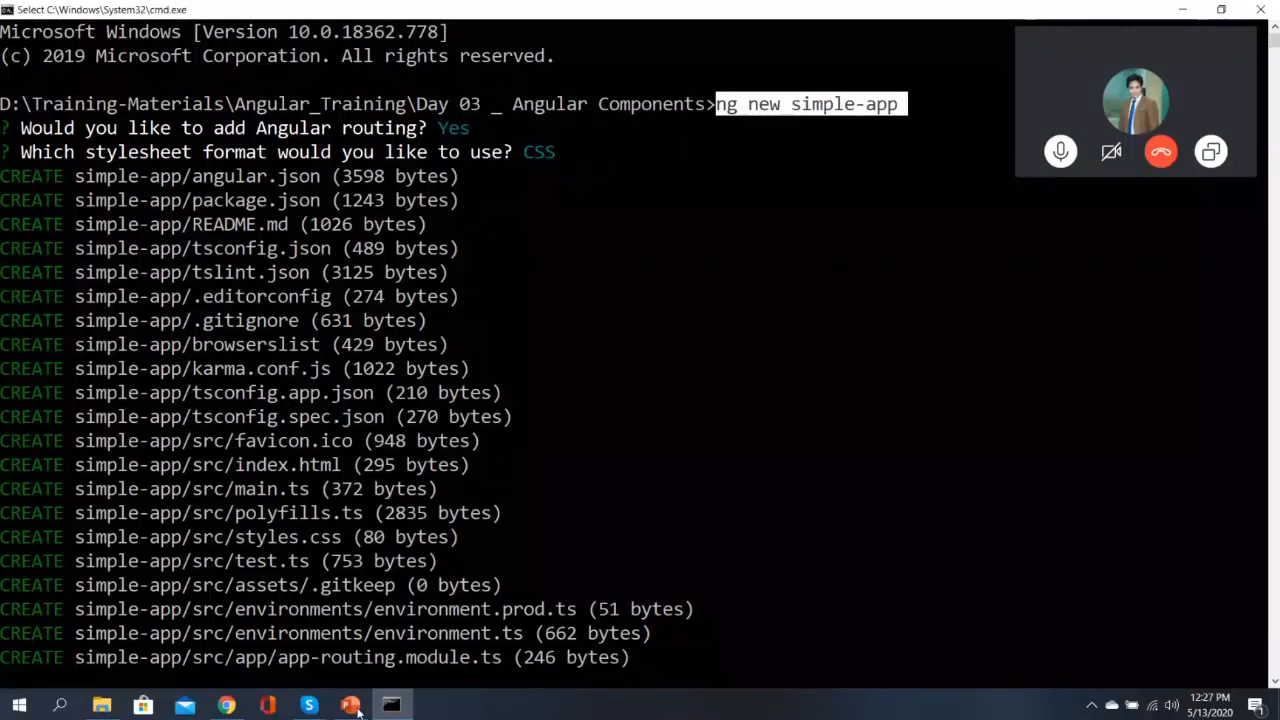 Select C:\Windows\System32\cmd.exe
Microsoft Windows [Version 10.0.18362.778]
(c) 2019 Microsoft Corporation. All rights reserved.
D:\Training-Materials\Angular_Training\Day 03 _ Angular Components>ng new simple-app
? Would you like to add Angular routing? Yes
? Which stylesheet format would you like to use? CSS
CREATE simple-app/angular.json (3598 bytes)
CREATE simple-app/package.json (1243 bytes)
CREATE simple-app/README.md (1026 bytes)
CREATE simple-app/tsconfig.json (489 bytes)
CREATE simple-app/tslint.json (3125 bytes)
CREATE simple-app/.editorconfig (274 bytes)
CREATE simple-app/.gitignore (631 bytes)
CREATE simple-app/browserslist (429 bytes)
CREATE simple-app/karma.conf.js (1022 bytes)
CREATE simple-app/tsconfig.app.json (210 bytes)
CREATE simple-app/tsconfig.spec.json (270 bytes)
CREATE simple-app/src/favicon.ico (948 bytes)
CREATE simple-app/src/index.html (295 bytes)
CREATE simple-app/src/main.ts (372 bytes)
CREATE simple-app/src/polyfills.ts (2835 bytes)
CREATE simple-app/src/styles.css (80 bytes)
CREATE simple-app/src/test.ts (753 bytes)
CREATE simple-app/src/assets/.gitkeep (0 bytes)
CREATE simple-app/src/environments/environment.prod.ts (51 bytes)
CREATE simple-app/src/environments/environment.ts (662 bytes)
CREATE simple-app/src/app/app-routing.module.ts (246 bytes)
12:27 PM
5/13/2020